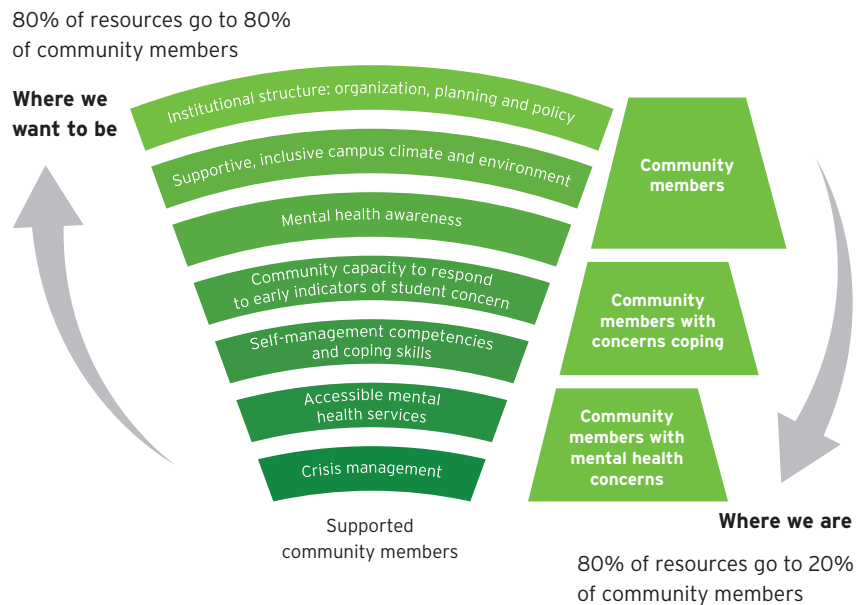 80% of resources go to 80%
of community members
Where we
want to be
Institutional structure: organization, planning and policy
Supportive, inclusive campus climate and environment
Mental health awareness
Community capacity to respond
to early indicators of student concern
Self-management competencies
and coping skills
Accessible mental
health services
Crisis management
Supported
community members
Community
members
Community
members with
concerns coping
Community
members with
mental health
concerns
Where we are
80% of resources go to 20%
of community members